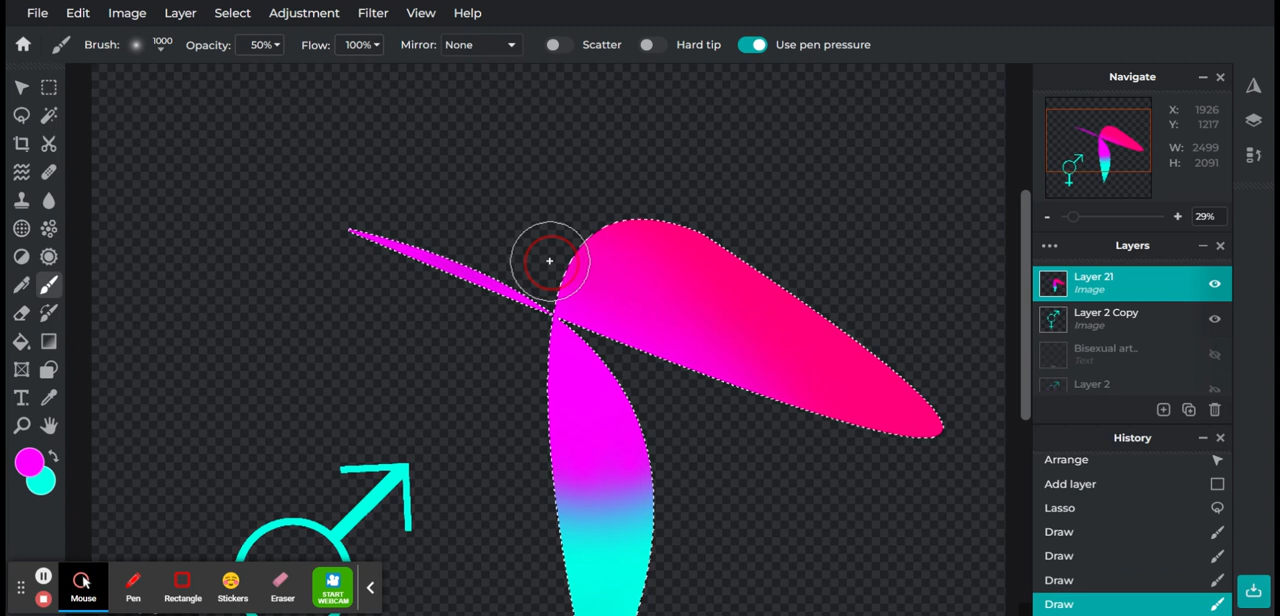 File Edit Image Layer Select Adjustment Filter View Help
Brush: 1000 Opacity: 50% Flow: 100% Mirror: None Scatter Hard tip Use pen pressure
Navigate
X: 1926
Y: 1217
W: 2499
H: 2091
- + 29%
Layers
Layer 21
Image
Layer 2 Copy
Image
Bisexual art..
Text
Layer 2
History
Arrange
Add layer
Lasso
Draw
Draw
Draw
Draw
T
START
WEBCAM
Mouse Pen Rectangle Stickers Eraser